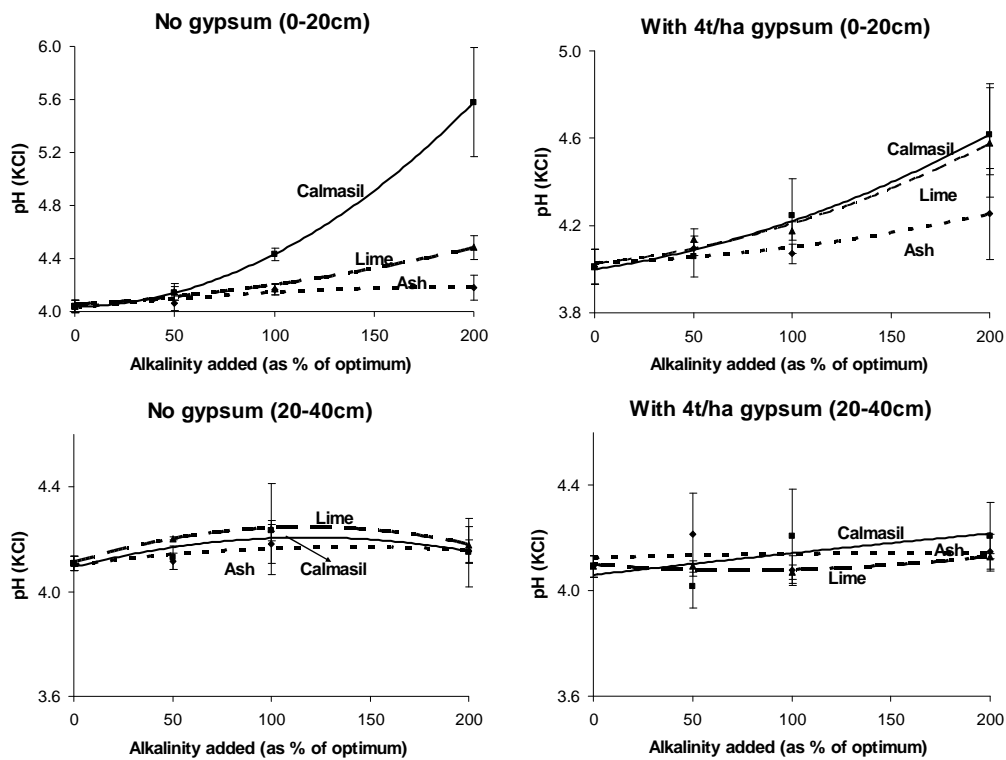 No gypsum (0-20cm)
6.0
5.6
5.2
4.8
4.4
4.0
pH (KCl)
Calmasil
Lime
Ash
0 50 100 150 200
Alkalinity added (as % of optimum)
With 4t/ha gypsum (0-20cm)
5.0
4.6
4.2
3.8
pH (KCl)
Calmasil
Lime
Ash
0 50 100 150 200
Alkalinity added (as % of optimum)
No gypsum (20-40cm)
4.4
4.0
3.6
pH (KCl)
Lime
Ash
Calmasil
0 50 100 150 200
Alkalinity added (as % of optimum)
With 4t/ha gypsum (20-40cm)
4.4
4.0
3.6
pH (KCl)
Calmasil
Ash
Lime
0 50 100 150 200
Alkalinity added (as % of optimum)